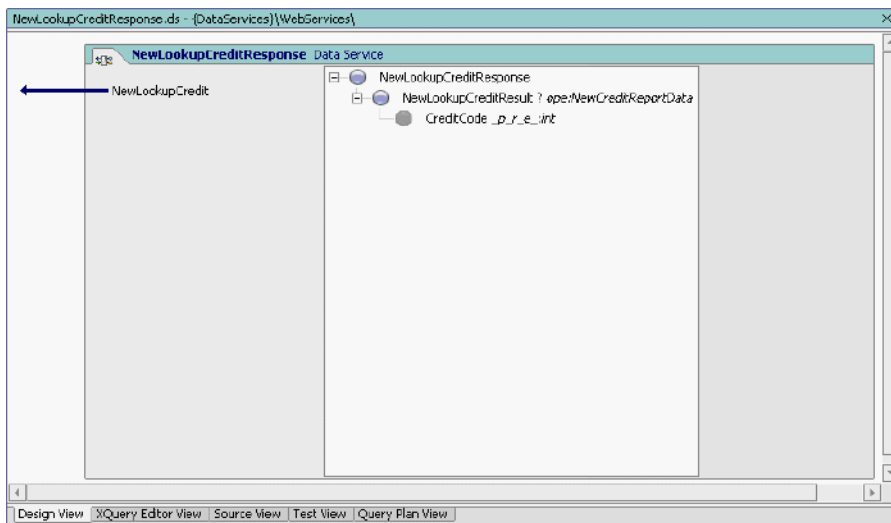 NewLookupCreditResponse.ds - {DataServices}\WebServices\
NewLookupCreditResponse Data Service
NewLookupCredit
NewLookupCreditResponse
NewLookupCreditResult ? ope:NewCreditReportData
CreditCode _p_r_e_:int
Design View XQuery Editor View Source View Test View Query Plan View